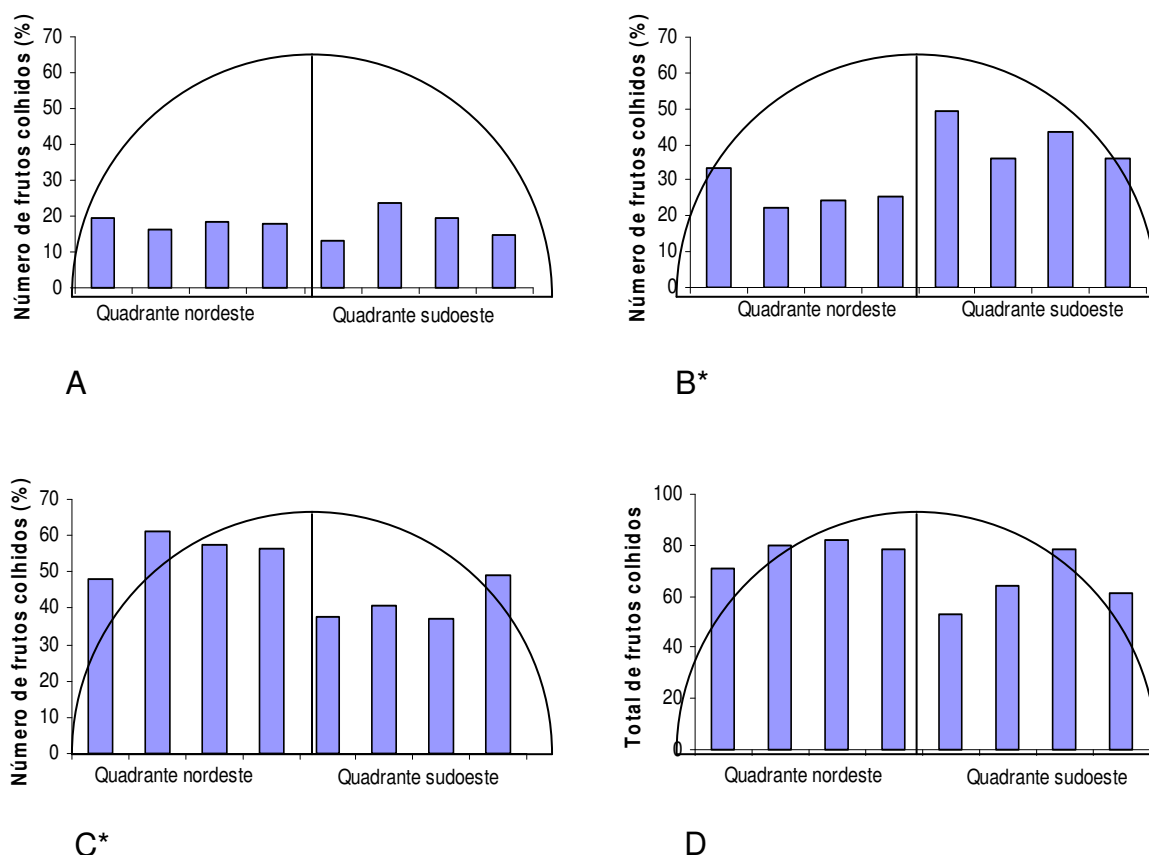 Número de frutos colhidos (%)
70
60
50
40
30
20
10
0
Quadrante nordeste
Quadrante sudoeste
A
Número de frutos colhidos (%)
70
60
50
40
30
20
10
0
Quadrante nordeste
Quadrante sudoeste
B*
Número de frutos colhidos (%)
70
60
50
40
30
20
10
0
Quadrante nordeste
Quadrante sudoeste
C*
Total de frutos colhidos
100
80
60
40
20
0
Quadrante nordeste
Quadrante sudoeste
D